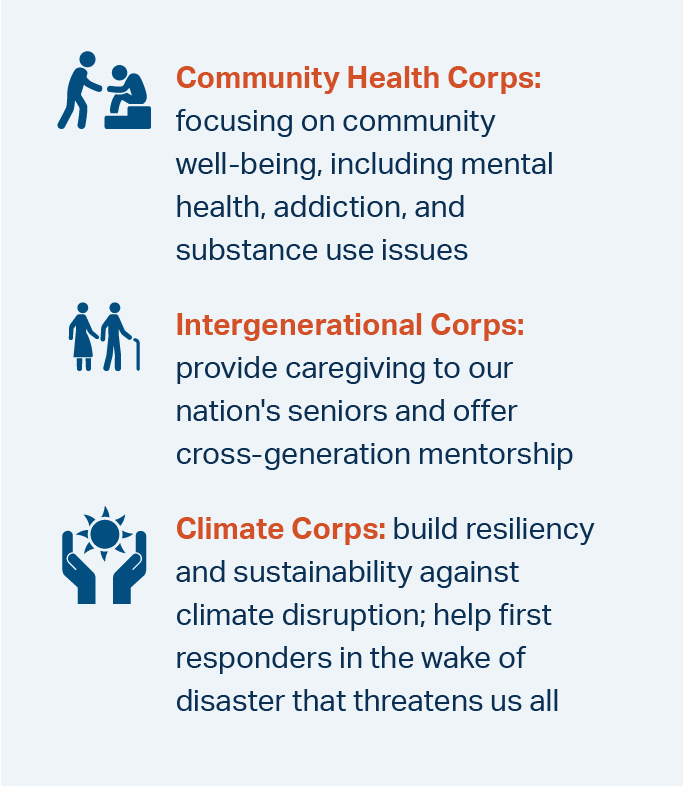 Community Health Corps:
focusing on community
well-being, including mental
health, addiction, and
substance use issues
Intergenerational Corps:
provide caregiving to our
nation's seniors and offer
cross-generation mentorship
Climate Corps: build resiliency
and sustainability against
climate disruption; help first
responders in the wake of
disaster that threatens us all